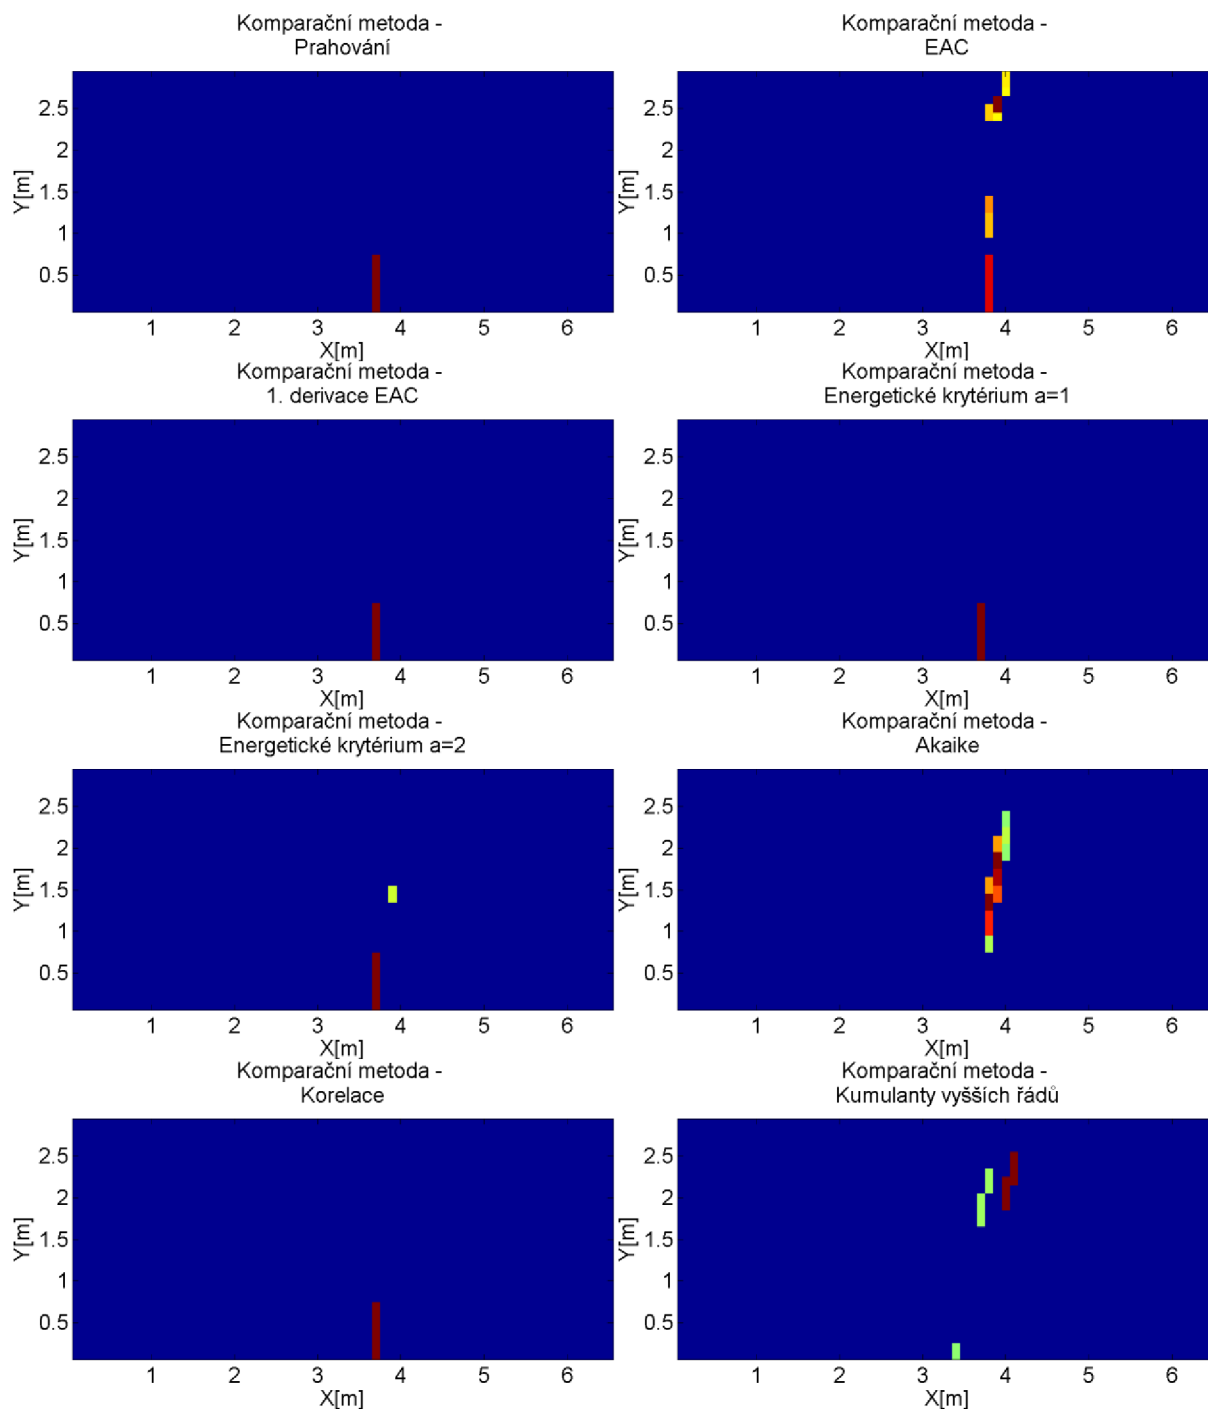 Komparační metoda -
Prahování
2.5
2
1.5
1
0.5
Y[m]
1 2 3 4 5 6
X[m]
Komparační metoda -
EAC
2.5
2
1.5
1
0.5
Y[m]
1 2 3 4 5 6
X[m]
Komparační metoda -
1. derivace EAC
2.5
2
1.5
1
0.5
Y[m]
1 2 3 4 5 6
X[m]
Komparační metoda -
Energetické krytérium a=1
2.5
2
1.5
1
0.5
Y[m]
1 2 3 4 5 6
X[m]
Komparační metoda -
Energetické krytérium a=2
2.5
2
1.5
1
0.5
Y[m]
1 2 3 4 5 6
X[m]
Komparační metoda -
Akaike
2.5
2
1.5
1
0.5
Y[m]
1 2 3 4 5 6
X[m]
Komparační metoda -
Korelace
2.5
2
1.5
1
0.5
Y[m]
1 2 3 4 5 6
X[m]
Komparační metoda -
Kumulanty vyšších řádů
2.5
2
1.5
1
0.5
Y[m]
1 2 3 4 5 6
X[m]